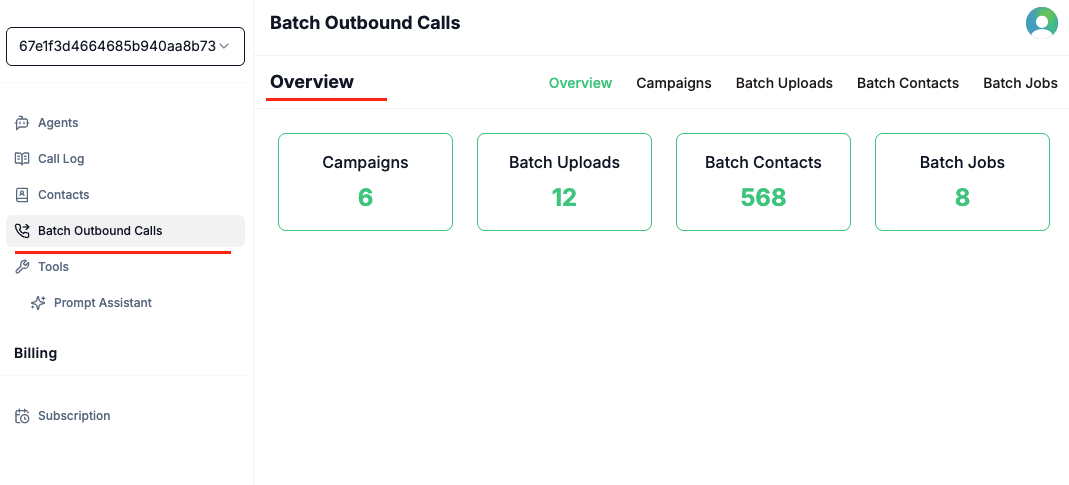 Batch Outbound Calls
67e1f3d4664685b940aa8b73
Overview
Overview Campaigns Batch Uploads Batch Contacts Batch Jobs
Agents
Call Log
Contacts
Batch Outbound Calls
Tools
Prompt Assistant
Billing
Subscription
Campaigns
6
Batch Uploads
12
Batch Contacts
568
Batch Jobs
8